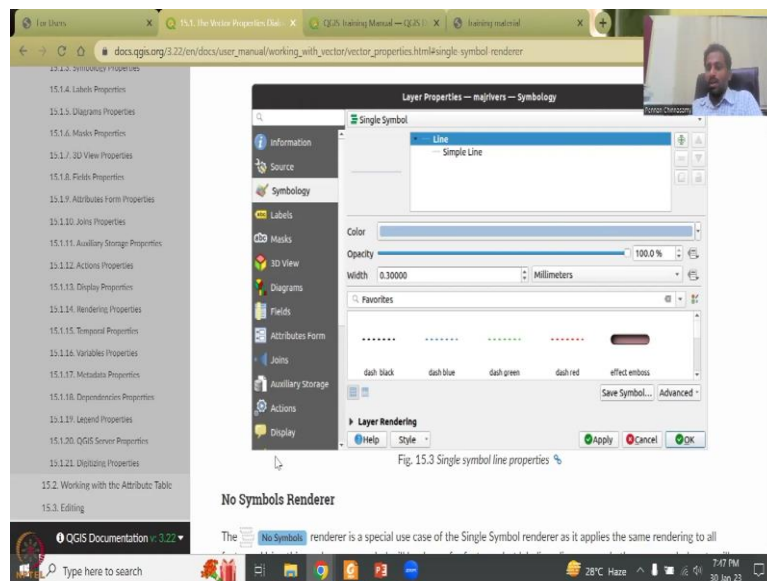 For Users
15.1. The Vector Properties Dialo
QGIS Training Manual — QGIS D
training material
docs.qgis.org/3.22/en/docs/user_manual/working_with_vector/vector_properties.html#single-symbol-renderer
Ponnan Chinnasamy
15.1.3. Symbology Properties
15.1.4. Labels Properties
15.1.5. Diagrams Properties
15.1.6. Masks Properties
15.1.7. 3D View Properties
15.1.8. Fields Properties
15.1.9. Attributes Form Properties
15.1.10. Joins Properties
15.1.11. Auxiliary Storage Properties
15.1.12. Actions Properties
15.1.13. Display Properties
15.1.14. Rendering Properties
15.1.15. Temporal Properties
15.1.16. Variables Properties
15.1.17. Metadata Properties
15.1.18. Dependencies Properties
15.1.19. Legend Properties
15.1.20. QGIS Server Properties
15.1.21. Digitizing Properties
15.2. Working with the Attribute Table
15.3. Editing
QGIS Documentation v: 3.22
Layer Properties — majrivers — Symbology
Information
Source
Symbology
Labels
Masks
3D View
Diagrams
Fields
Attributes Form
Joins
Auxiliary Storage
Actions
Display
Single Symbol
Line
Simple Line
Color
Opacity 100.0 %
Width 0.30000 Millimeters
Favorites
dash black dash blue dash green dash red effect emboss
Save Symbol... Advanced
Layer Rendering
Help Style Apply Cancel OK
Fig. 15.3 Single symbol line properties
No Symbols Renderer
The No Symbols renderer is a special use case of the Single Symbol renderer as it applies the same rendering to all
Type here to search
28°C Haze
7:47 PM
30-Jan-23